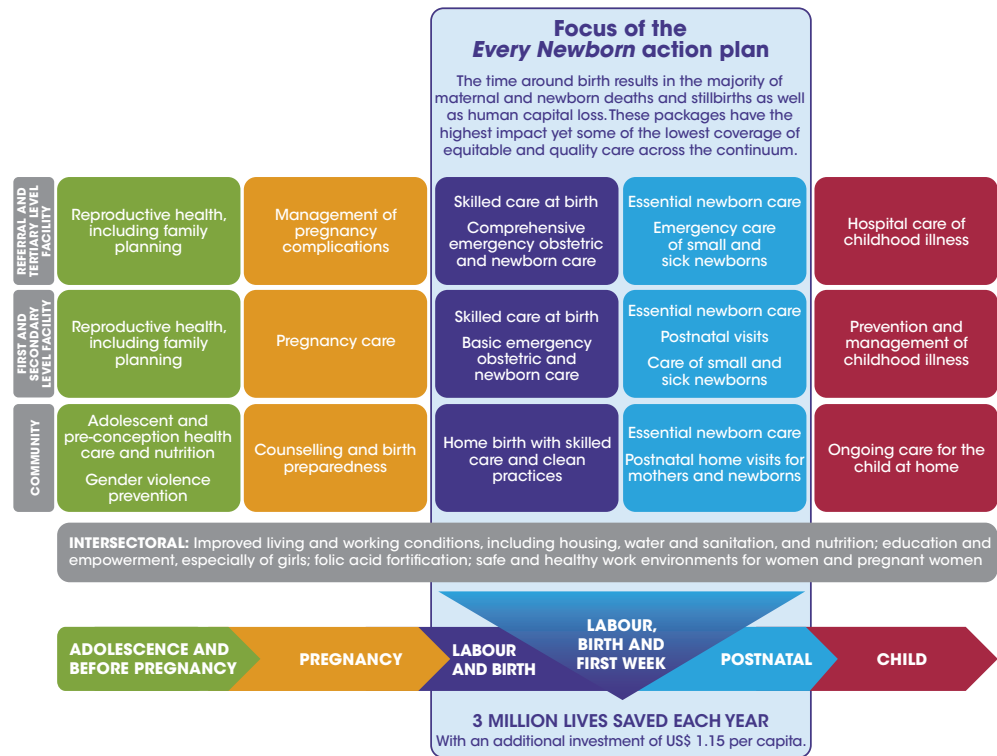 Focus of the
Every Newborn action plan
The time around birth results in the majority of
maternal and newborn deaths and stillbirths as well
as human capital loss. These packages have the
highest impact yet some of the lowest coverage of
equitable and quality care across the continuum.
REFERRAL AND
TERTIARY LEVEL
FACILITY
Reproductive health,
including family
planning
Management of
pregnancy
complications
Skilled care at birth
Comprehensive
emergency obstetric
and newborn care
Essential newborn care
Emergency care
of small and
sick newborns
Hospital care of
childhood illness
FIRST AND
SECONDARY
LEVEL FACILITY
Reproductive health,
including family
planning
Pregnancy care
Skilled care at birth
Basic emergency
obstetric and
newborn care
Essential newborn care
Postnatal visits
Care of small and
sick newborns
Prevention and
management of
childhood illness
COMMUNITY
Adolescent and
pre-conception health
care and nutrition
Gender violence
prevention
Counselling and birth
preparedness
Home birth with skilled
care and clean
practices
Essential newborn care
Postnatal home visits for
mothers and newborns
Ongoing care for the
child at home
INTERSECTORAL: Improved living and working conditions, including housing, water and sanitation, and nutrition; education and
empowerment, especially of girls; folic acid fortification; safe and healthy work environments for women and pregnant women
ADOLESCENCE AND
BEFORE PREGNANCY
PREGNANCY
LABOUR
AND BIRTH
LABOUR,
BIRTH AND
FIRST WEEK
POSTNATAL
CHILD
3 MILLION LIVES SAVED EACH YEAR
With an additional investment of US$ 1.15 per capita.